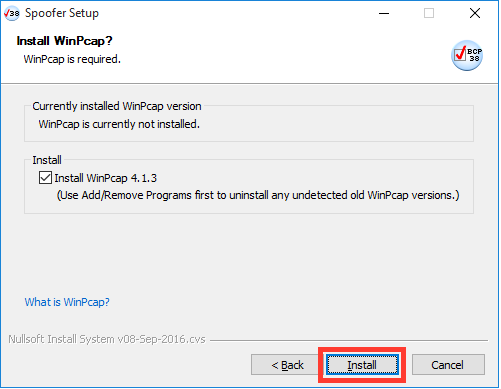 38 Spoofer Setup
Install WinPcap?
WinPcap is required.
BCP
38
Currently installed WinPcap version
WinPcap is currently not installed.
Install
Install WinPcap 4.1.3
(Use Add/Remove Programs first to uninstall any undetected old WinPcap versions.)
What is WinPcap?
Nullsoft Install System v08-Sep-2016.cvs
< Back Install Cancel